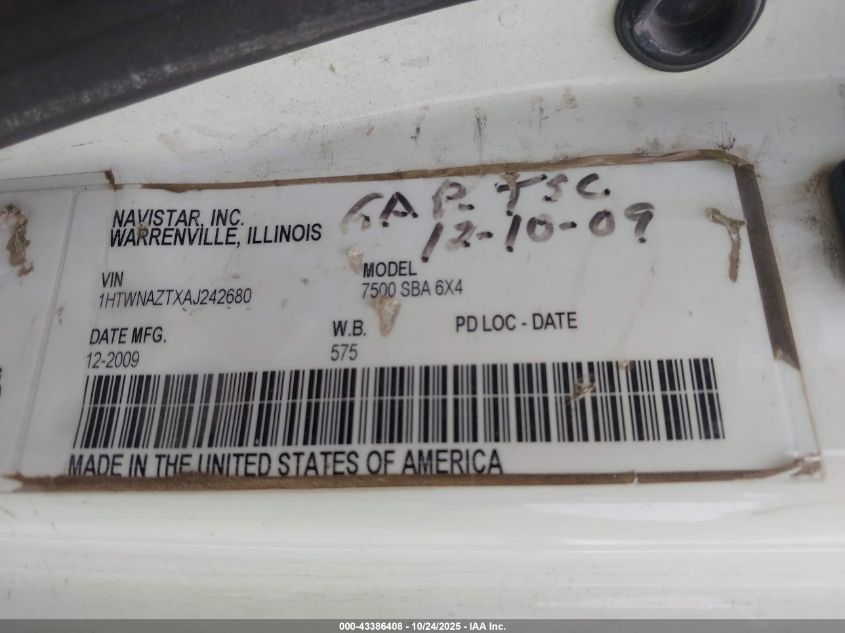 NAVISTAR, INC.
WARRENVILLE, ILLINOIS
GAR TSC
12-10-09
VIN
1HTWNAZTXAJ242680
MODEL
7500 SBA 6X4
DATE MFG.
12-2009
W.B.
575
PD LOC - DATE
MADE IN THE UNITED STATES OF AMERICA
000-43386408 - 10/24/2025 - IAA Inc.